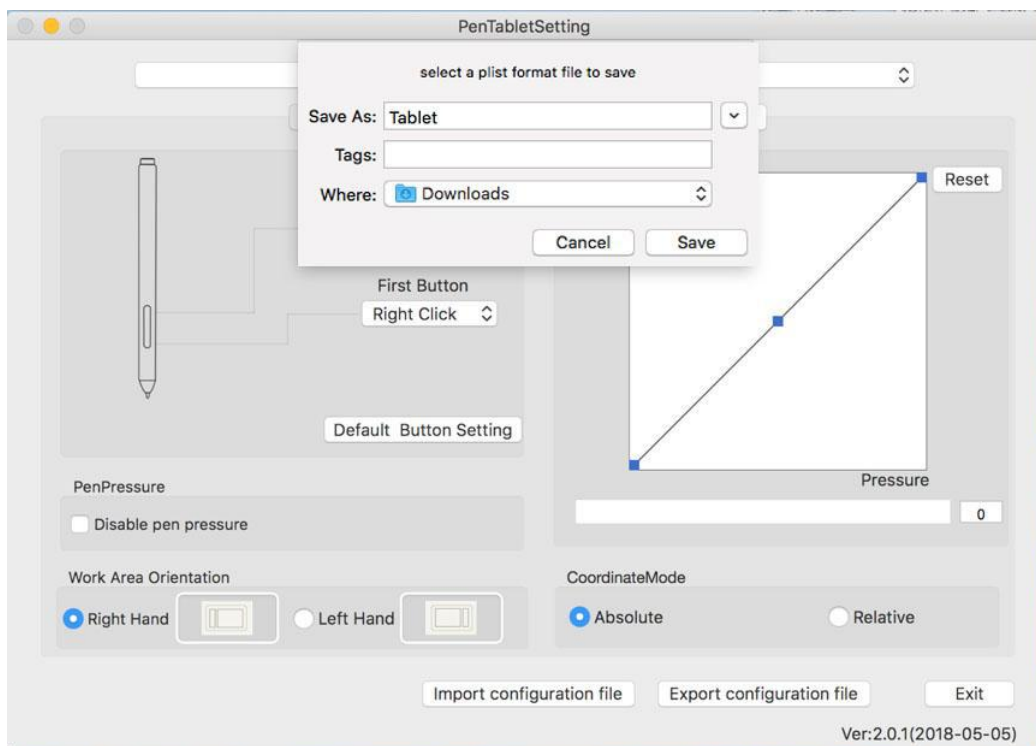 PenTabletSetting
select a plist format file to save
Save As: Tablet
Tags:
Where: Downloads
Cancel Save
Reset
First Button
Right Click
Default Button Setting
Pressure
PenPressure
0
Disable pen pressure
Work Area Orientation
CoordinateMode
Right Hand Left Hand
Absolute Relative
Import configuration file Export configuration file Exit
Ver:2.0.1(2018-05-05)